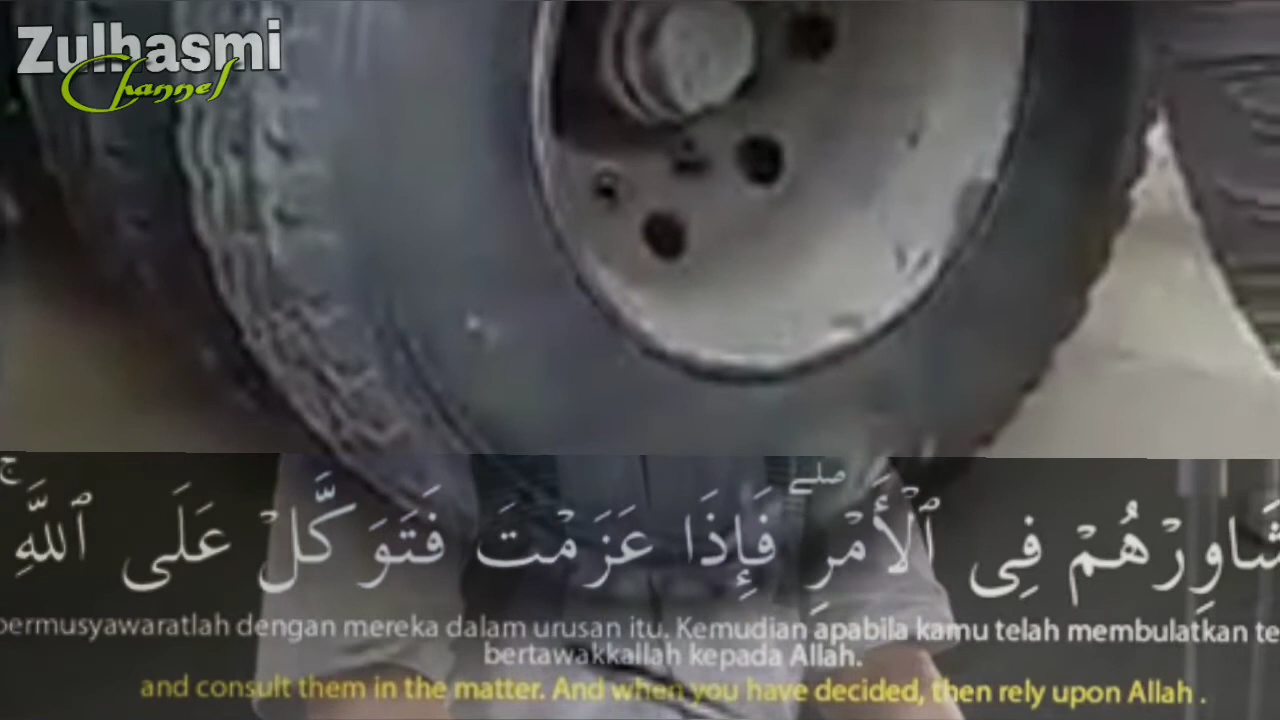 Zulhasmi
Channel
شَاوِرْهُمْ فِى ٱلْأَمْرِ ۖ فَإِذَا عَزَمْتَ فَتَوَكَّلْ عَلَى ٱللَّهِ ۚ
bermusyawaratlah dengan mereka dalam urusan itu. Kemudian apabila kamu telah membulatkan te
bertawakkallah kepada Allah.
and consult them in the matter. And when you have decided, then rely upon Allah .